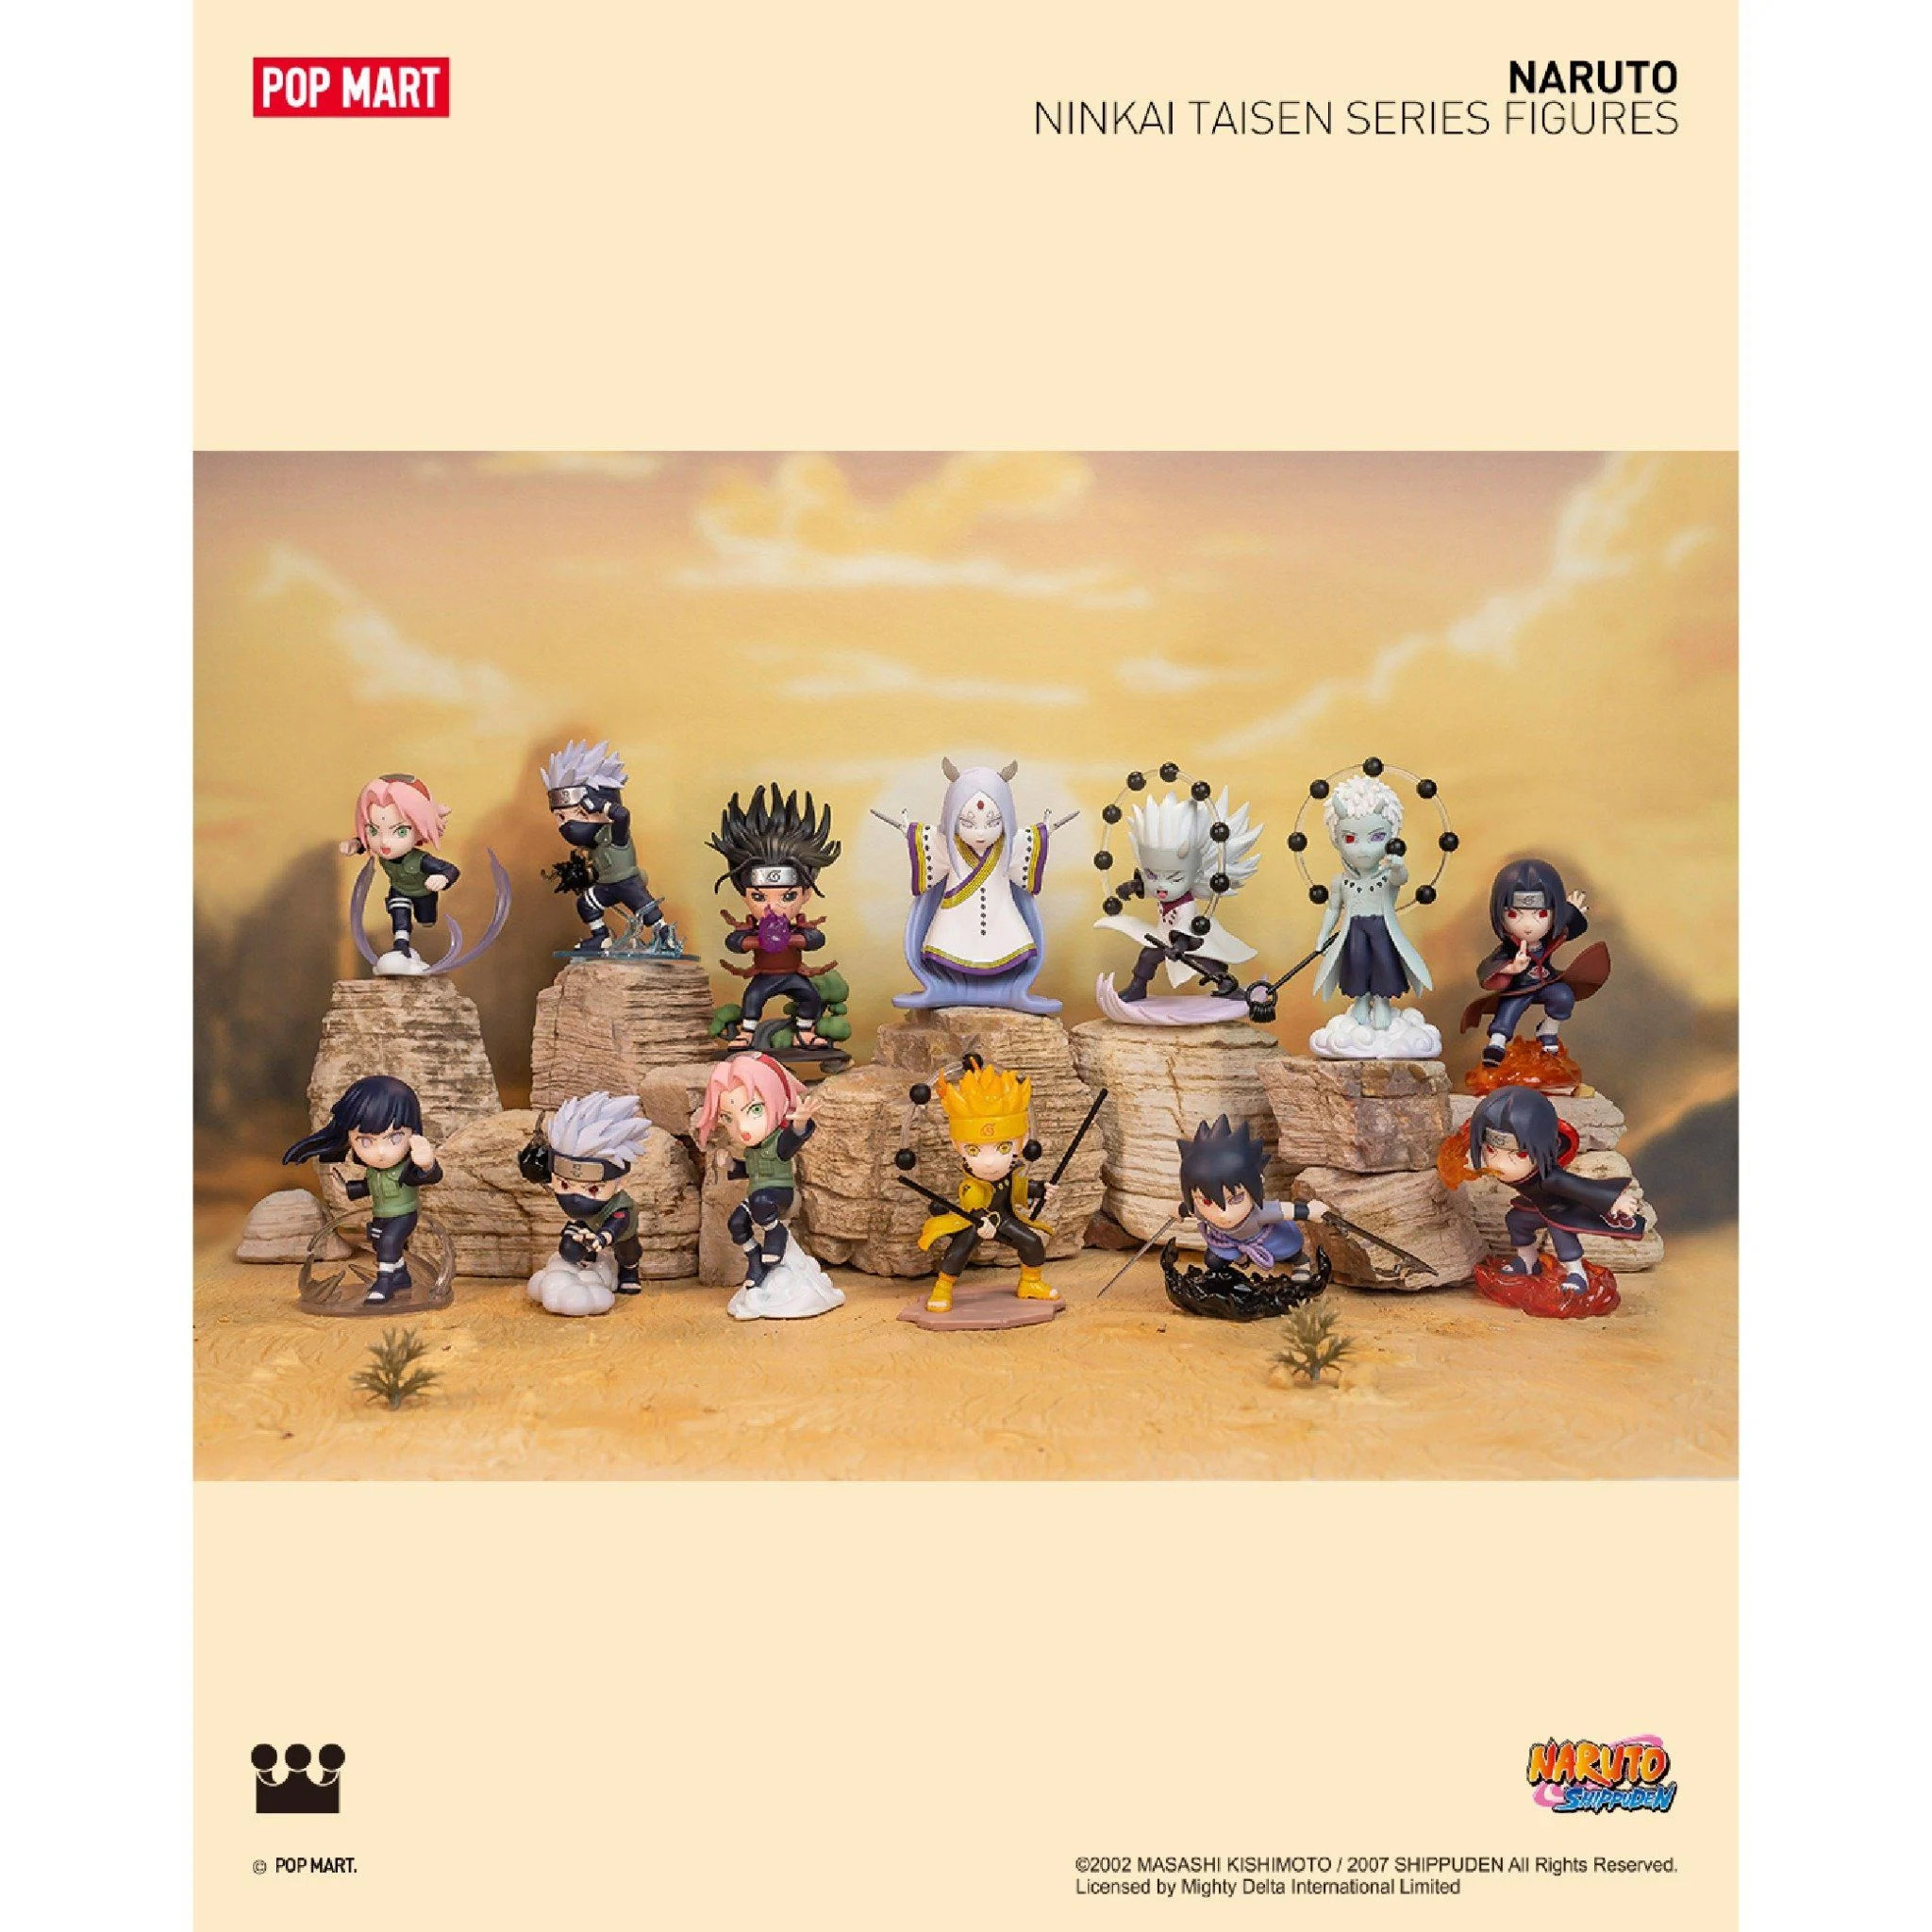 POP MART
NARUTO
NINKAI TAISEN SERIES FIGURES
NARUTO
SHIPPUDEN
© POP MART.
©2002 MASASHI KISHIMOTO / 2007 SHIPPUDEN All Rights Reserved.
Licensed by Mighty Delta International Limited